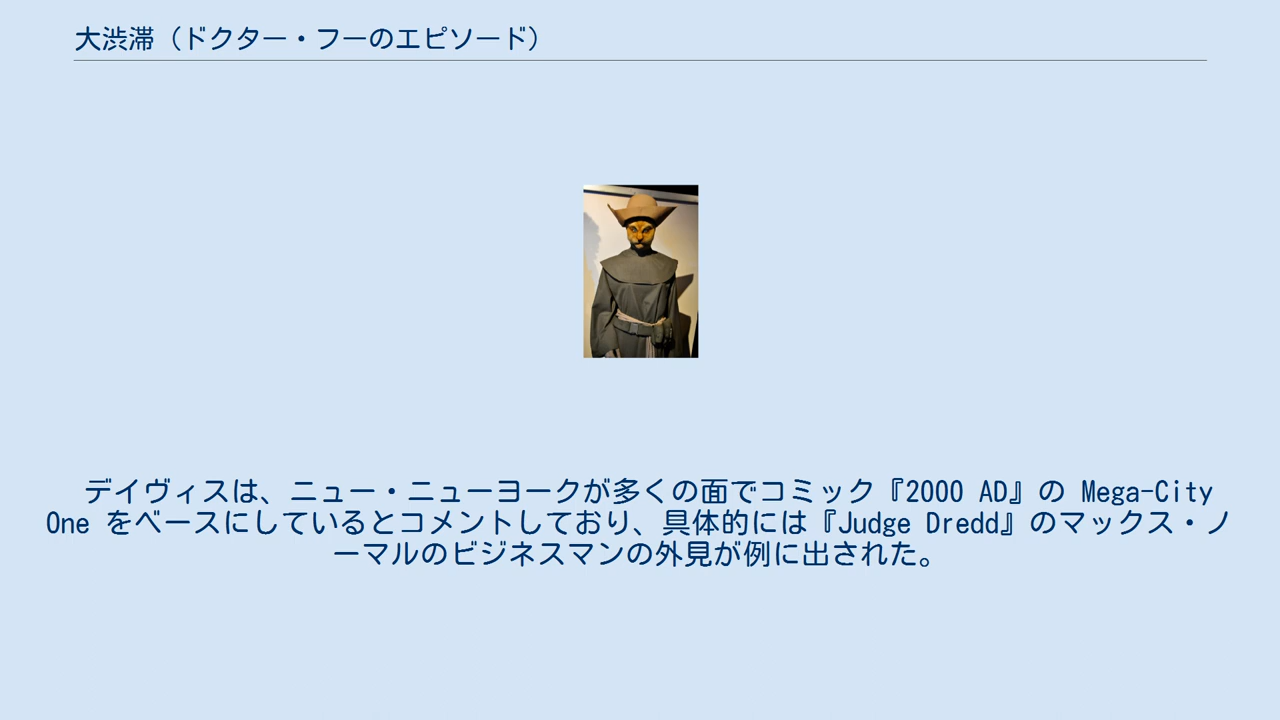 大渋滞（ドクター・フーのエピソード）
デイヴィスは、ニュー・ニューヨークが多くの面でコミック『2000 AD』の Mega-City
One をベースにしているとコメントしており、具体的には『Judge Dredd』のマックス・ノ
ーマルのビジネスマンの外見が例に出された。